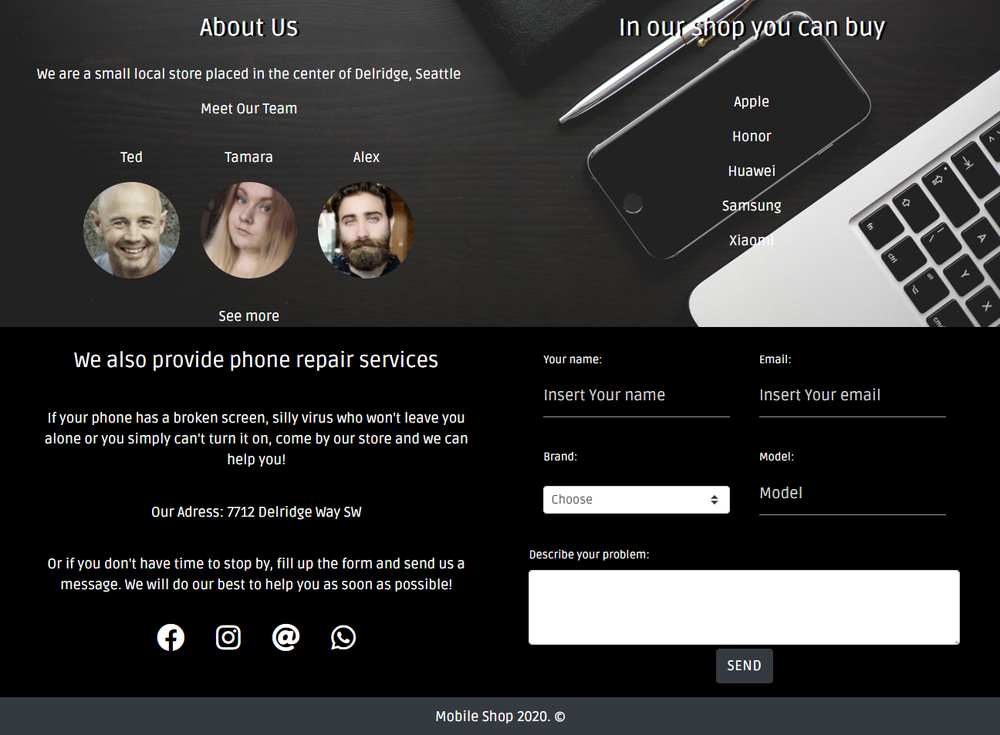 About Us
We are a small local store placed in the center of Delridge, Seattle
Meet Our Team
Ted
Tamara
Alex
See more
In our shop you can buy
Apple
Honor
Huawei
Samsung
Xiaomi
fn
ctrl
alt
A
Y
X
We also provide phone repair services
If your phone has a broken screen, silly virus who won't leave you
alone or you simply can't turn it on, come by our store and we can
help you!
Our Adress: 7712 Delridge Way SW
Or if you don't have time to stop by, fill up the form and send us a
message. We will do our best to help you as soon as possible!
Your name:
Email:
Insert Your name
Insert Your email
Brand:
Model:
Choose
Model
Describe your problem:
SEND
Mobile Shop 2020. ©